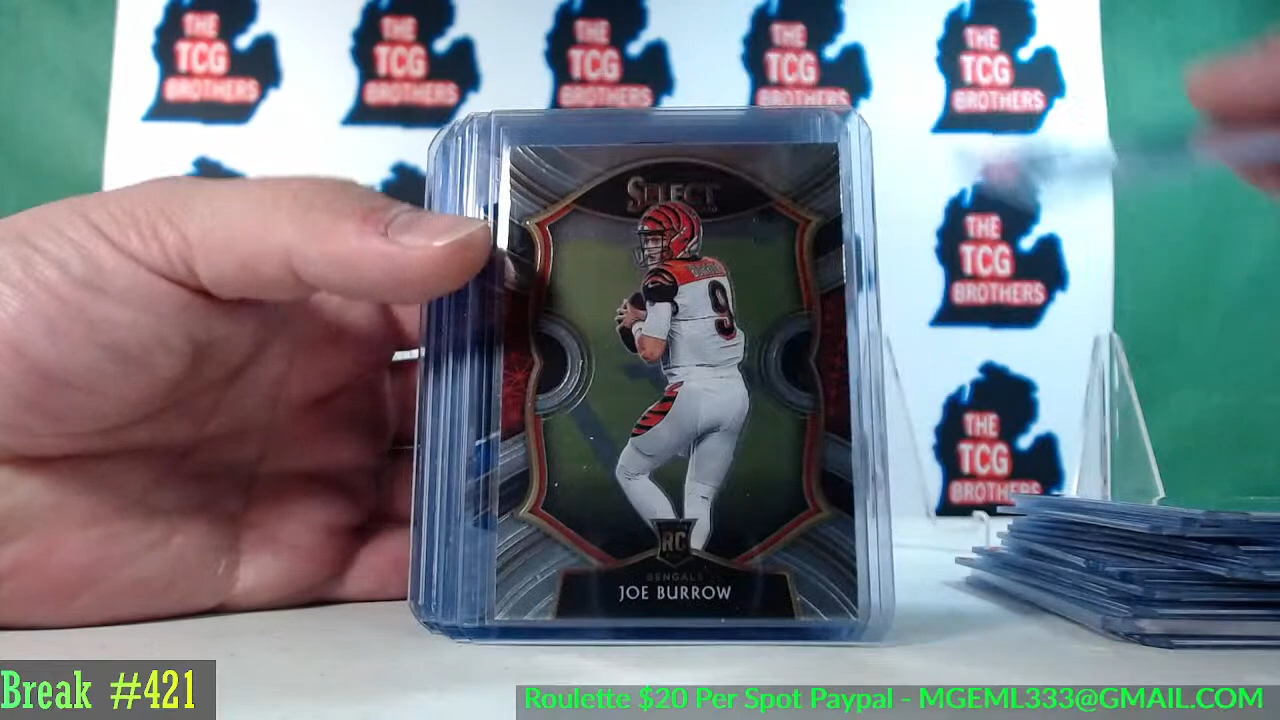 THE
TCG
BROTHERS
THE
TCG
BROTHERS
THE
TCG
BROTHERS
THE
TCG
BROTHERS
THE
TCG
BROTHERS
THE
TCG
BROTHERS
THE
TCG
BROTHERS
SELECT
9
RC
BENGALS
JOE BURROW
Break #421
Roulette $20 Per Spot Paypal - MGEML333@GMAIL.COM